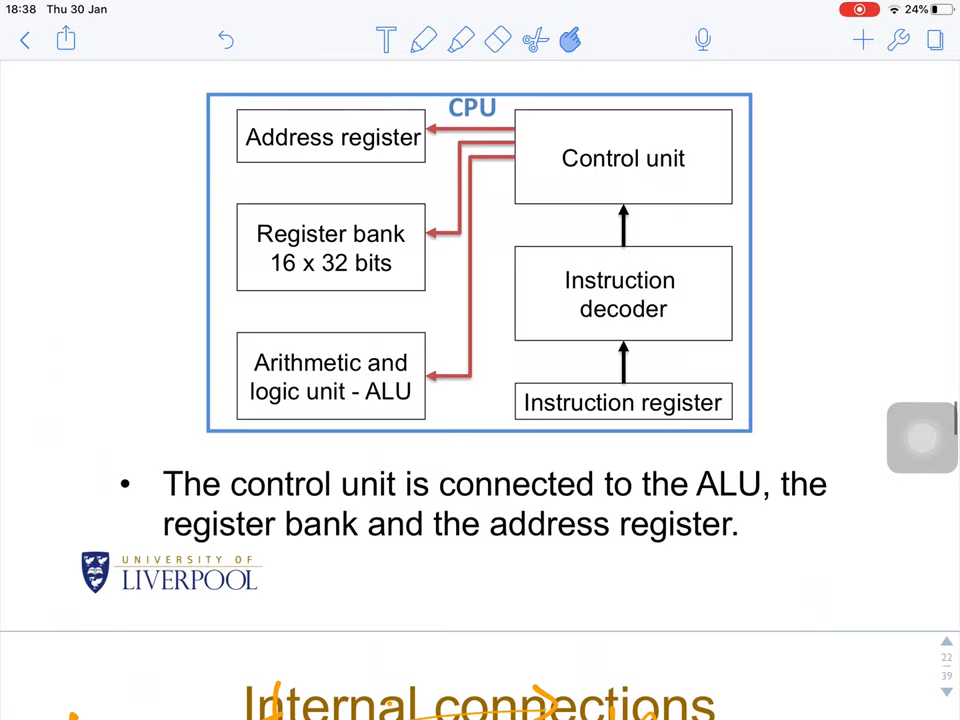 18:38 Thu 30 Jan
24%
T
CPU
Address register
Control unit
Register bank
16 x 32 bits
Instruction
decoder
Arithmetic and
logic unit - ALU
Instruction register
• The control unit is connected to the ALU, the
register bank and the address register.
UNIVERSITY OF
LIVERPOOL
22
39
Internal connections